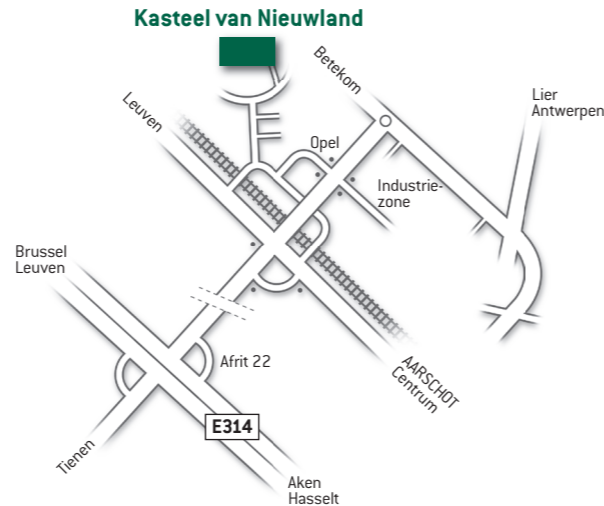 Kasteel van Nieuwland
Betekom
Lier
Antwerpen
Leuven
Opel
Industrie-
zone
Brussel
Leuven
Afrit 22
AARSCHOT
Centrum
E314
Tienen
Aken
Hasselt